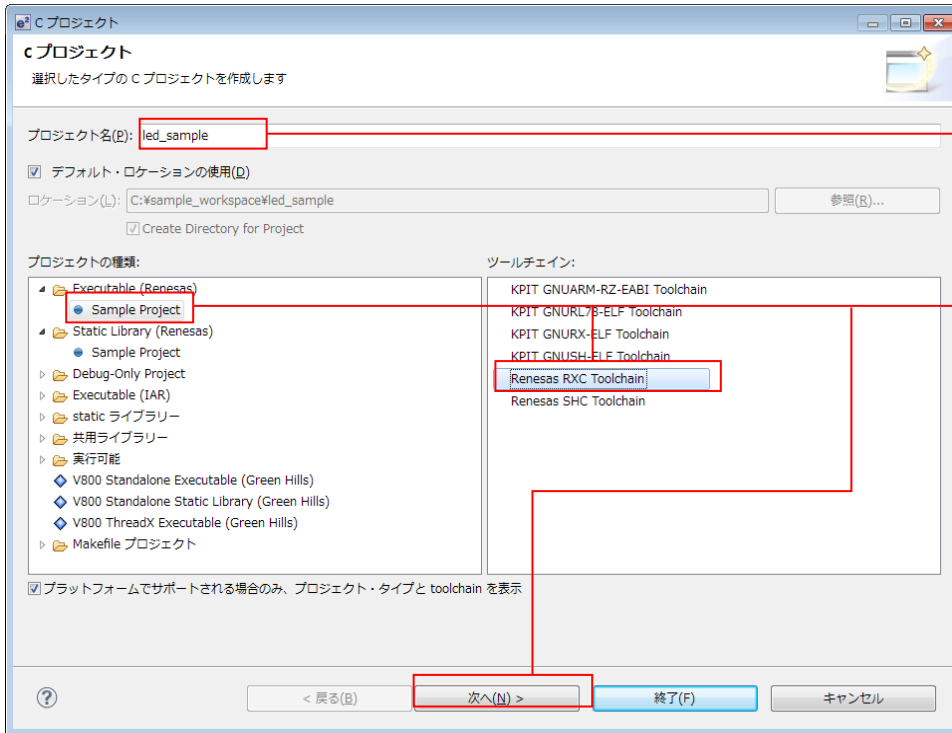 e² C プロジェクト
C プロジェクト
選択したタイプの C プロジェクトを作成します
プロジェクト名(P): led_sample
デフォルト・ロケーションの使用(D)
ロケーション(L): C:¥sample_workspace¥led_sample 参照(R)...
Create Directory for Project
プロジェクトの種類:
Executable (Renesas)
Sample Project
Static Library (Renesas)
Sample Project
Debug-Only Project
Executable (IAR)
static ライブラリー
共用ライブラリー
実行可能
V800 Standalone Executable (Green Hills)
V800 Standalone Static Library (Green Hills)
V800 ThreadX Executable (Green Hills)
Makefile プロジェクト
ツールチェイン:
KPIT GNUARM-RZ-EABI Toolchain
KPIT GNURL78-ELF Toolchain
KPIT GNURX-ELF Toolchain
KPIT GNUSH-ELF Toolchain
Renesas RXC Toolchain
Renesas SHC Toolchain
プラットフォームでサポートされる場合のみ、プロジェクト・タイプと toolchain を表示
? < 戻る(B) 次へ(N) > 終了(F) キャンセル